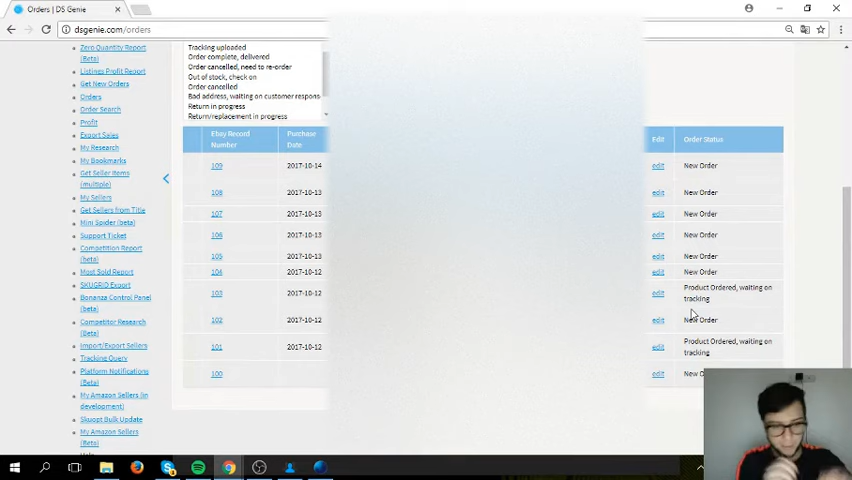 Orders | DS Genie
dsgenie.com/orders
Zero Quantity Report
(Beta)
Listings Profit Report
Get New Orders
Orders
Order Search
Profit
Export Sales
My Research
My Bookmarks
Get Seller Items
(multiple)
My Sellers
Get Sellers from Title
Mini Spider (beta)
Support Ticket
Competition Report
(Beta)
Most Sold Report
SKUGRID Export
Bonanza Control Panel
(beta)
Competitor Research
(Beta)
Import/Export Sellers
Tracking Query
Platform Notifications
(Beta)
My Amazon Sellers (in
development)
Skuopt Bulk Update
My Amazon Sellers
(Beta)
Tracking uploaded
Order complete, delivered
Order cancelled, need to re-order
Out of stock, check on
Order cancelled
Bad address, waiting on customer respons
Return in progress
Return/replacement in progress
Ebay Record Number Purchase Date Edit Order Status
109 2017-10-14 edit New Order
108 2017-10-13 edit New Order
107 2017-10-13 edit New Order
106 2017-10-13 edit New Order
105 2017-10-13 edit New Order
104 2017-10-12 edit New Order
103 2017-10-12 edit Product Ordered, waiting on tracking
102 2017-10-12 edit New Order
101 2017-10-12 edit Product Ordered, waiting on tracking
100 edit New O